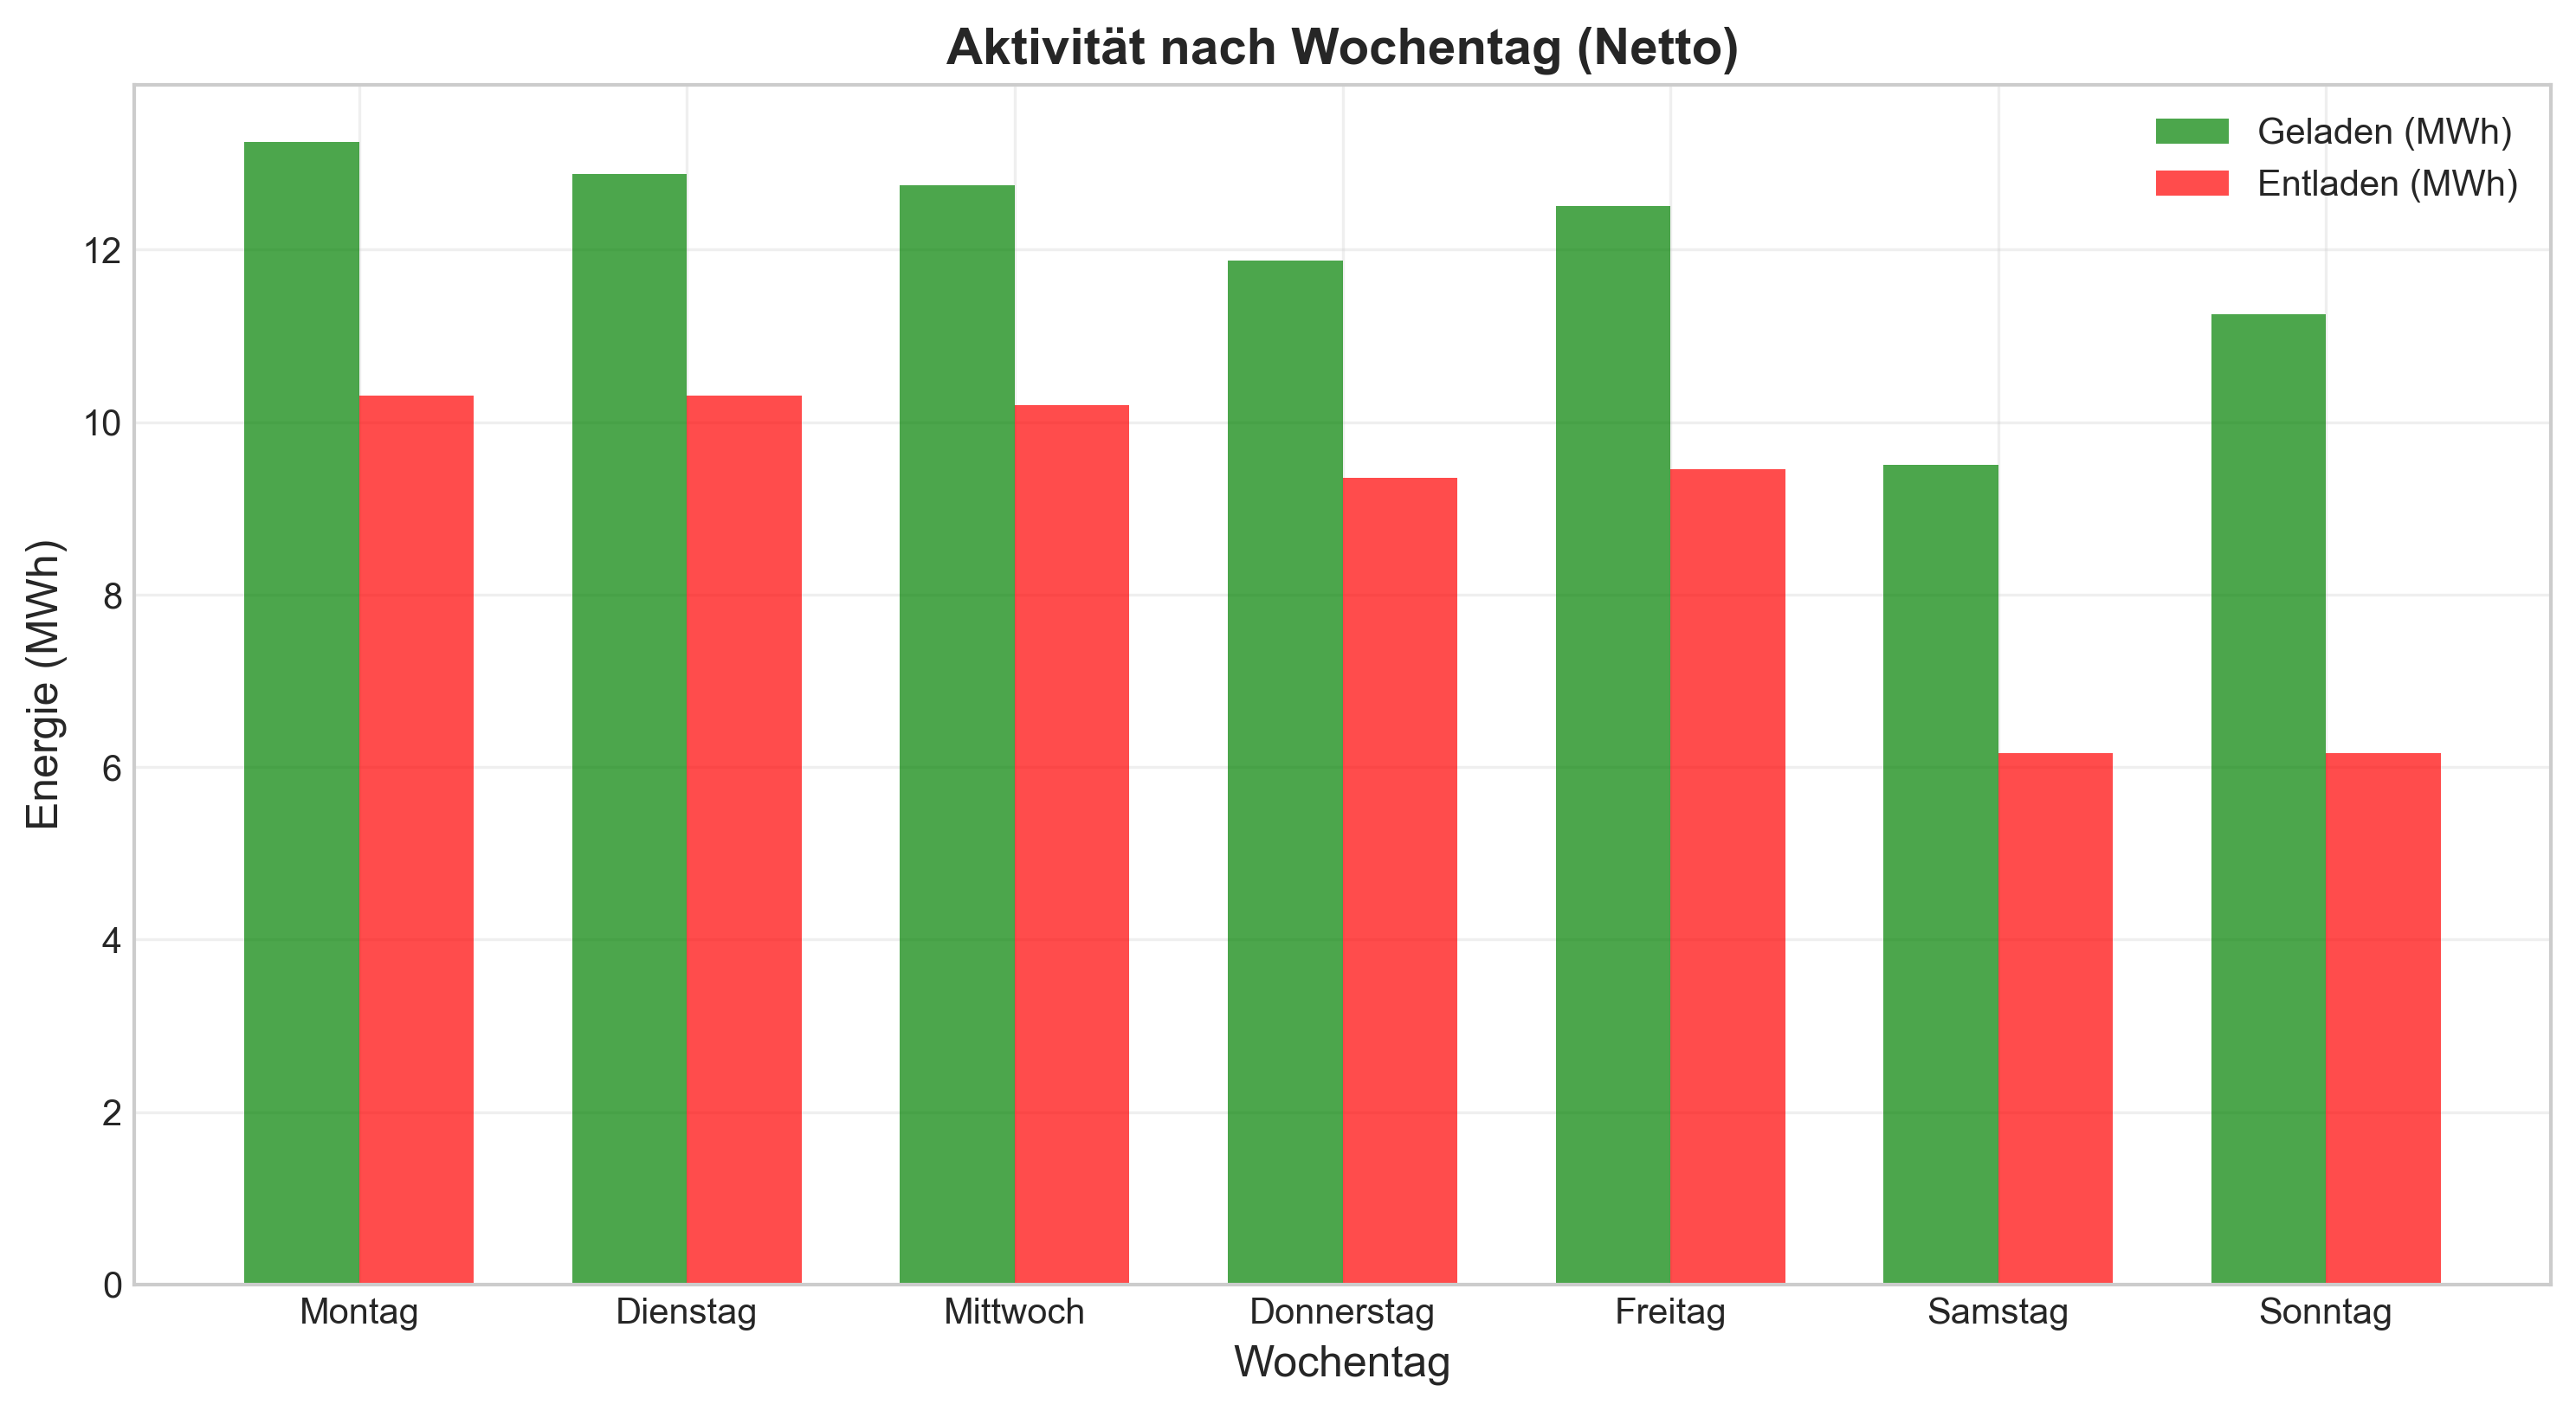 Aktivität nach Wochentag (Netto)
Geladen (MWh)
Entladen (MWh)
Energie (MWh)
12
10
8
6
4
2
0
Montag Dienstag Mittwoch Donnerstag Freitag Samstag Sonntag
Wochentag